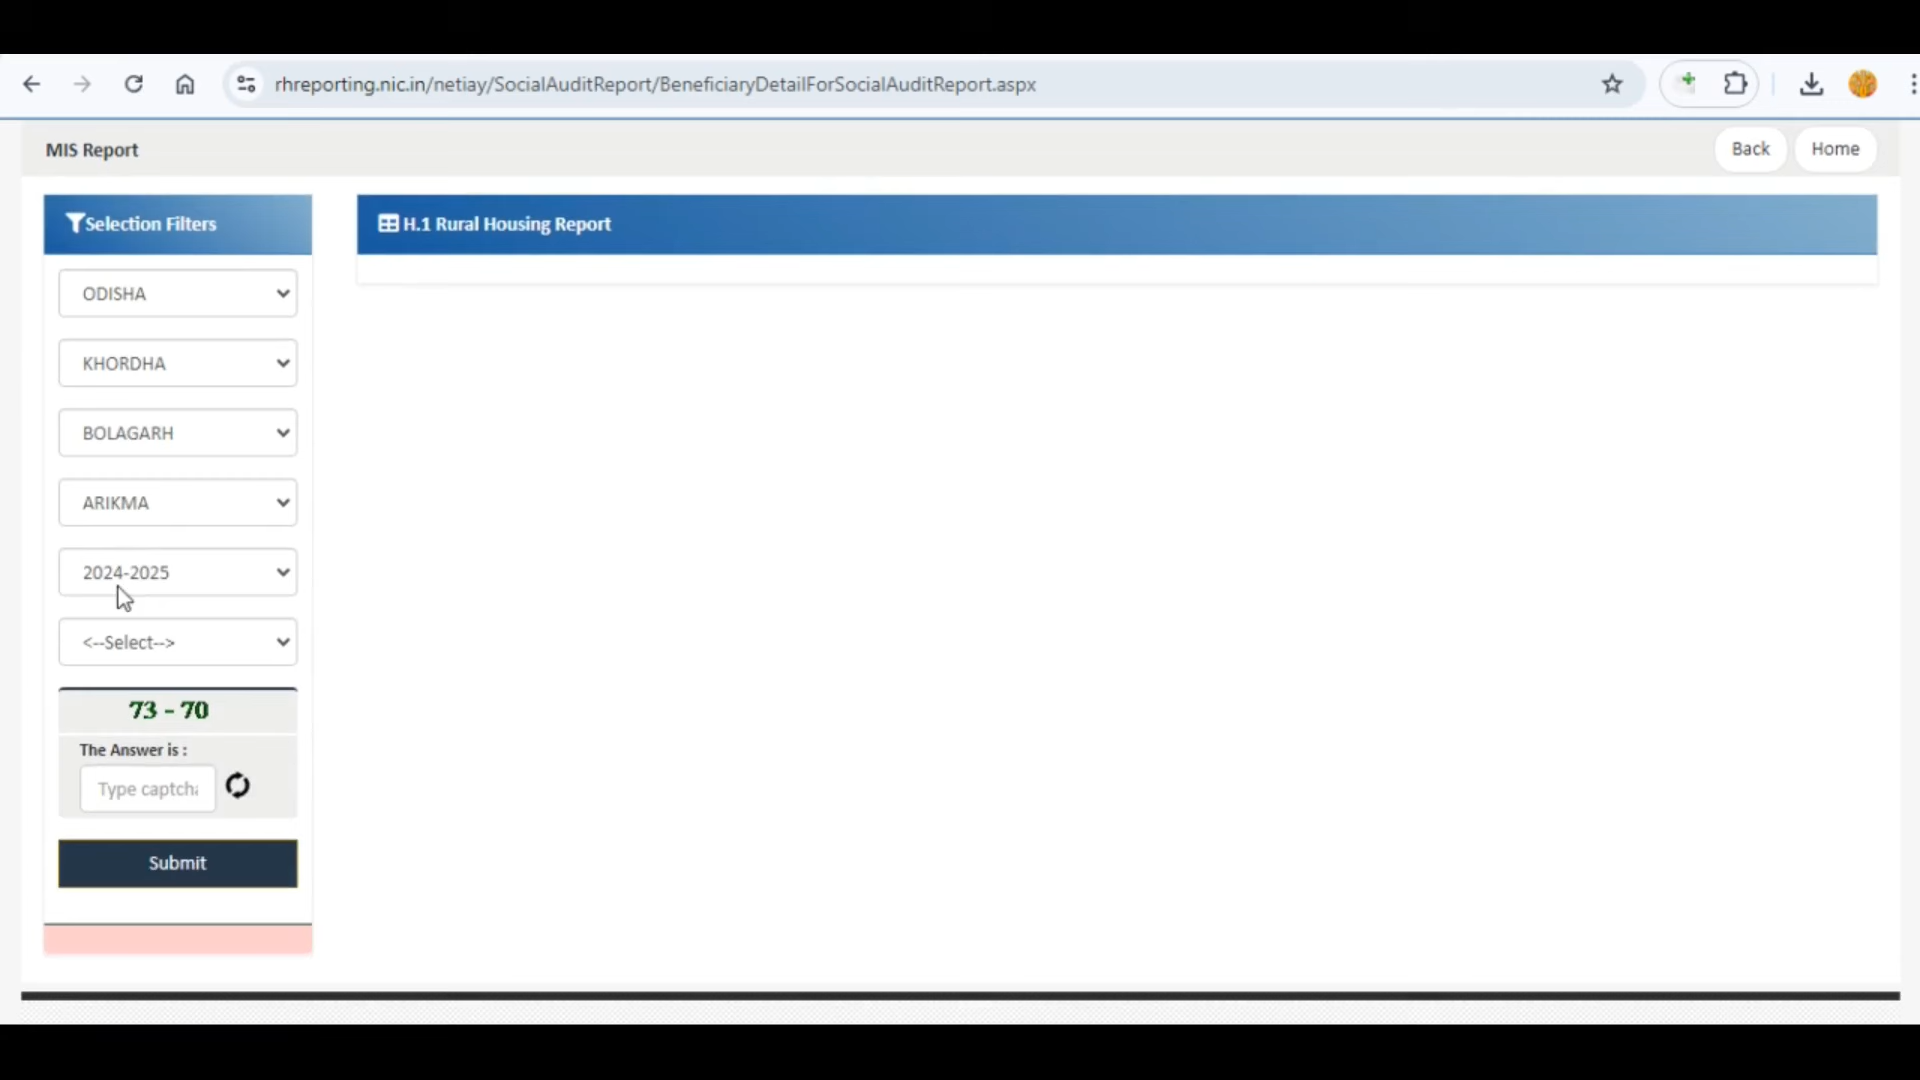 rhreporting.nic.in/netiay/SocialAuditReport/BeneficiaryDetailForSocialAuditReport.aspx
MIS Report
Back
Home
Selection Filters
H.1 Rural Housing Report
ODISHA
KHORDHA
BOLAGARH
ARIKMA
2024-2025
<--Select-->
73 - 70
The Answer is :
Type captcha
Submit